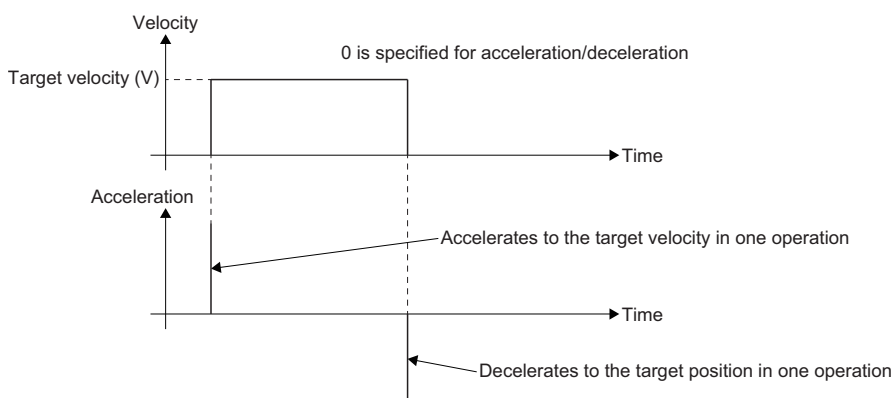 Velocity
0 is specified for acceleration/deceleration
Target velocity (V)
Time
Acceleration
Accelerates to the target velocity in one operation
Time
Decelerates to the target position in one operation